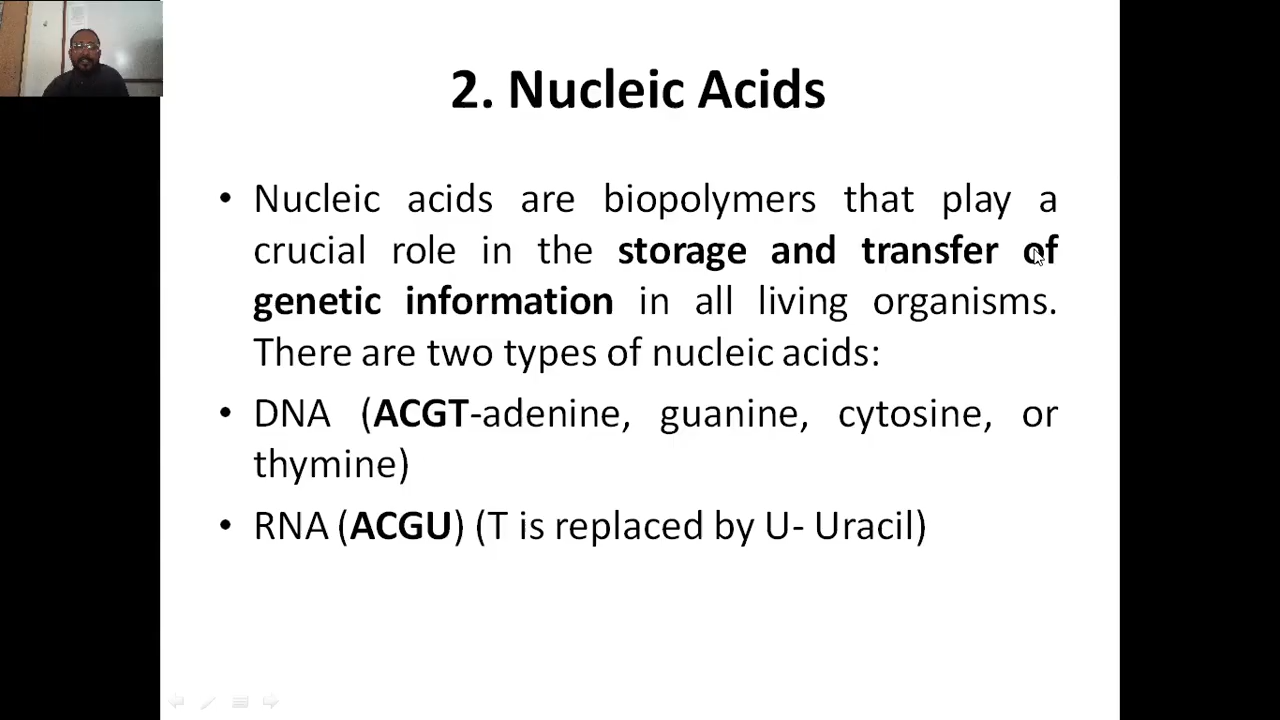 2. Nucleic Acids
• Nucleic acids are biopolymers that play a
crucial role in the storage and transfer of
genetic information in all living organisms.
There are two types of nucleic acids:
• DNA (ACGT-adenine, guanine, cytosine, or
thymine)
• RNA (ACGU) (T is replaced by U- Uracil)